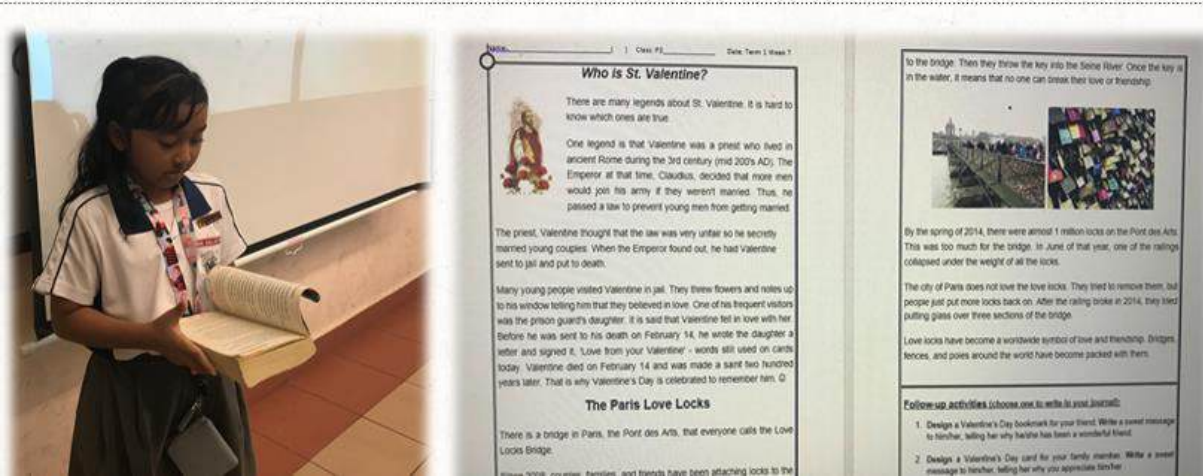 Name: ( ) Class: P3 Date: Term 1 Week 7
Who is St. Valentine?
There are many legends about St. Valentine. It is hard to
know which ones are true.
One legend is that Valentine was a priest who lived in
ancient Rome during the 3rd century (mid 200's AD). The
Emperor at that time, Claudius, decided that more men
would join his army if they weren't married. Thus, he
passed a law to prevent young men from getting married.
The priest, Valentine thought that the law was very unfair so he secretly
married young couples. When the Emperor found out, he had Valentine
sent to jail and put to death.
Many young people visited Valentine in jail. They threw flowers and notes up
to his window telling him that they believed in love. One of his frequent visitors
was the prison guard's daughter. It is said that Valentine fell in love with her.
Before he was sent to his death on February 14, he wrote the daughter a
letter and signed it, 'Love from your Valentine' - words still used on cards
today. Valentine died on February 14 and was made a saint two hundred
years later. That is why Valentine's Day is celebrated to remember him. ☺
The Paris Love Locks
There is a bridge in Paris, the Pont des Arts, that everyone calls the Love
Locks Bridge.
Since 2008, couples, families, and friends have been attaching locks to the
to the bridge. Then they throw the key into the Seine River. Once the key is
in the water, it means that no one can break their love or friendship.
By the spring of 2014, there were almost 1 million locks on the Pont des Arts.
This was too much for the bridge. In June of that year, one of the railings
collapsed under the weight of all the locks.
The city of Paris does not love the love locks. They tried to remove them, but
people just put more locks back on. After the railing broke in 2014, they tried
putting glass over three sections of the bridge.
Love locks have become a worldwide symbol of love and friendship. Bridges,
fences, and poles around the world have become packed with them.
Follow-up activities (choose one to write in your journal):
1. Design a Valentine's Day bookmark for your friend. Write a sweet message
to him/her, telling her why he/she has been a wonderful friend.
2. Design a Valentine's Day card for your family member. Write a sweet
message to him/her, telling her why you appreciate him/her.